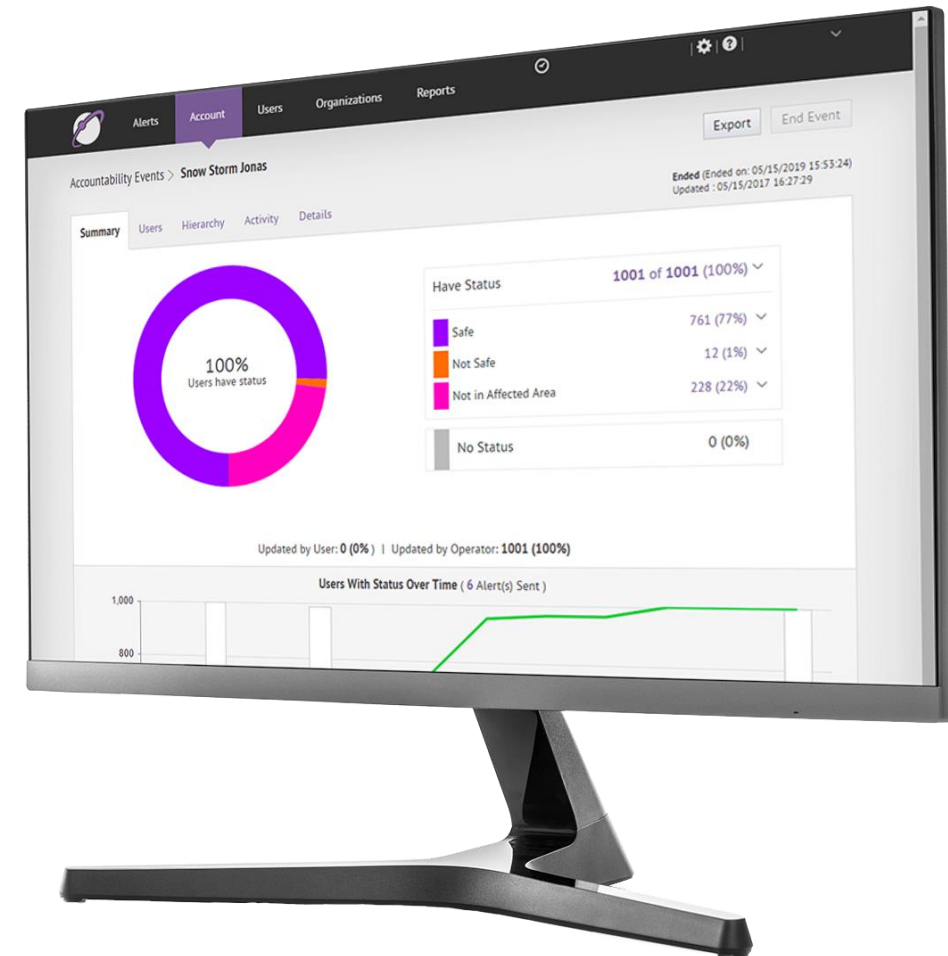 Alerts Account Users Organizations Reports
Export End Event
Accountability Events > Snow Storm Jonas
Ended (Ended on: 05/15/2019 15:53:24)
Updated : 05/15/2017 16:27:29
Summary Users Hierarchy Activity Details
100%
Users have status
Have Status 1001 of 1001 (100%)
Safe 761 (77%)
Not Safe 12 (1%)
Not in Affected Area 228 (22%)
No Status 0 (0%)
Updated by User: 0 (0% ) | Updated by Operator: 1001 (100%)
Users With Status Over Time ( 6 Alert(s) Sent )
1,000
800